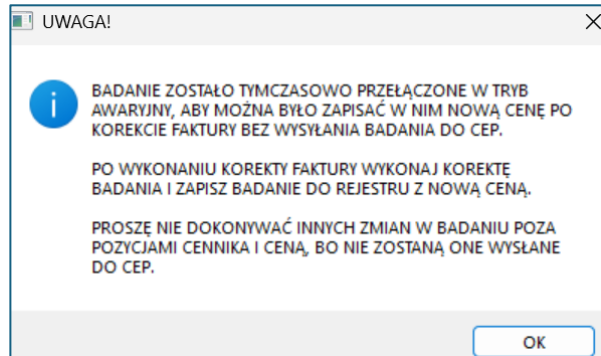 UWAGA!
BADANIE ZOSTAŁO TYMCZASOWO PRZEŁĄCZONE W TRYB
AWARYJNY, ABY MOŻNA BYŁO ZAPISAĆ W NIM NOWĄ CENĘ PO
KOREKCIE FAKTURY BEZ WYSYŁANIA BADANIA DO CEP.
PO WYKONANIU KOREKTY FAKTURY WYKONAJ KOREKTĘ
BADANIA I ZAPISZ BADANIE DO REJESTRU Z NOWĄ CENĄ.
PROSZĘ NIE DOKONYWAĆ INNYCH ZMIAN W BADANIU POZA
POZYCJAMI CENNIKA I CENĄ, BO NIE ZOSTANĄ ONE WYSŁANE
DO CEP.
OK